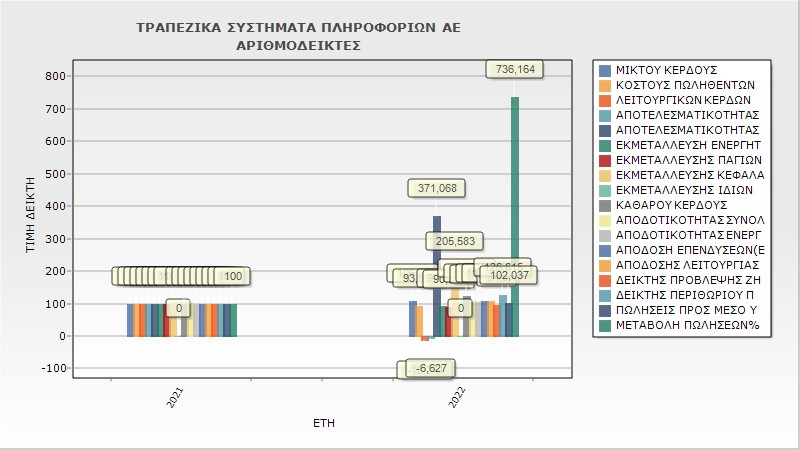 ΤΡΑΠΕΖΙΚΑ ΣΥΣΤΗΜΑΤΑ ΠΛΗΡΟΦΟΡΙΩΝ ΑΕ
ΑΡΙΘΜΟΔΕΙΚΤΕΣ
ΤΙΜΗ ΔΕΙΚΤΗ
800
700
600
500
400
300
200
100
0
-100
100
0
736,164
371,068
205,583
102,037
0
-6,627
2021
2022
ΕΤΗ
ΜΙΚΤΟΥ ΚΕΡΔΟΥΣ
ΚΟΣΤΟΥΣ ΠΩΛΗΘΕΝΤΩΝ
ΛΕΙΤΟΥΡΓΙΚΩΝ ΚΕΡΔΩΝ
ΑΠΟΤΕΛΕΣΜΑΤΙΚΟΤΗΤΑΣ
ΑΠΟΤΕΛΕΣΜΑΤΙΚΟΤΗΤΑΣ
ΕΚΜΕΤΑΛΛΕΥΣΗ ΕΝΕΡΓΗΤ
ΕΚΜΕΤΑΛΛΕΥΣΗΣ ΠΑΓΙΩΝ
ΕΚΜΕΤΑΛΛΕΥΣΗΣ ΚΕΦΑΛΑ
ΕΚΜΕΤΑΛΛΕΥΣΗΣ ΙΔΙΩΝ
ΚΑΘΑΡΟΥ ΚΕΡΔΟΥΣ
ΑΠΟΔΟΤΙΚΟΤΗΤΑΣ ΣΥΝΟΛ
ΑΠΟΔΟΤΙΚΟΤΗΤΑΣ ΕΝΕΡΓ
ΑΠΟΔΟΣΗ ΕΠΕΝΔΥΣΕΩΝ(Ε
ΑΠΟΔΟΣΗΣ ΛΕΙΤΟΥΡΓΙΑΣ
ΔΕΙΚΤΗΣ ΠΡΟΒΛΕΨΗΣ ΖΗ
ΔΕΙΚΤΗΣ ΠΕΡΙΘΩΡΙΟΥ Π
ΠΩΛΗΣΕΙΣ ΠΡΟΣ ΜΕΣΟ Υ
ΜΕΤΑΒΟΛΗ ΠΩΛΗΣΕΩΝ%